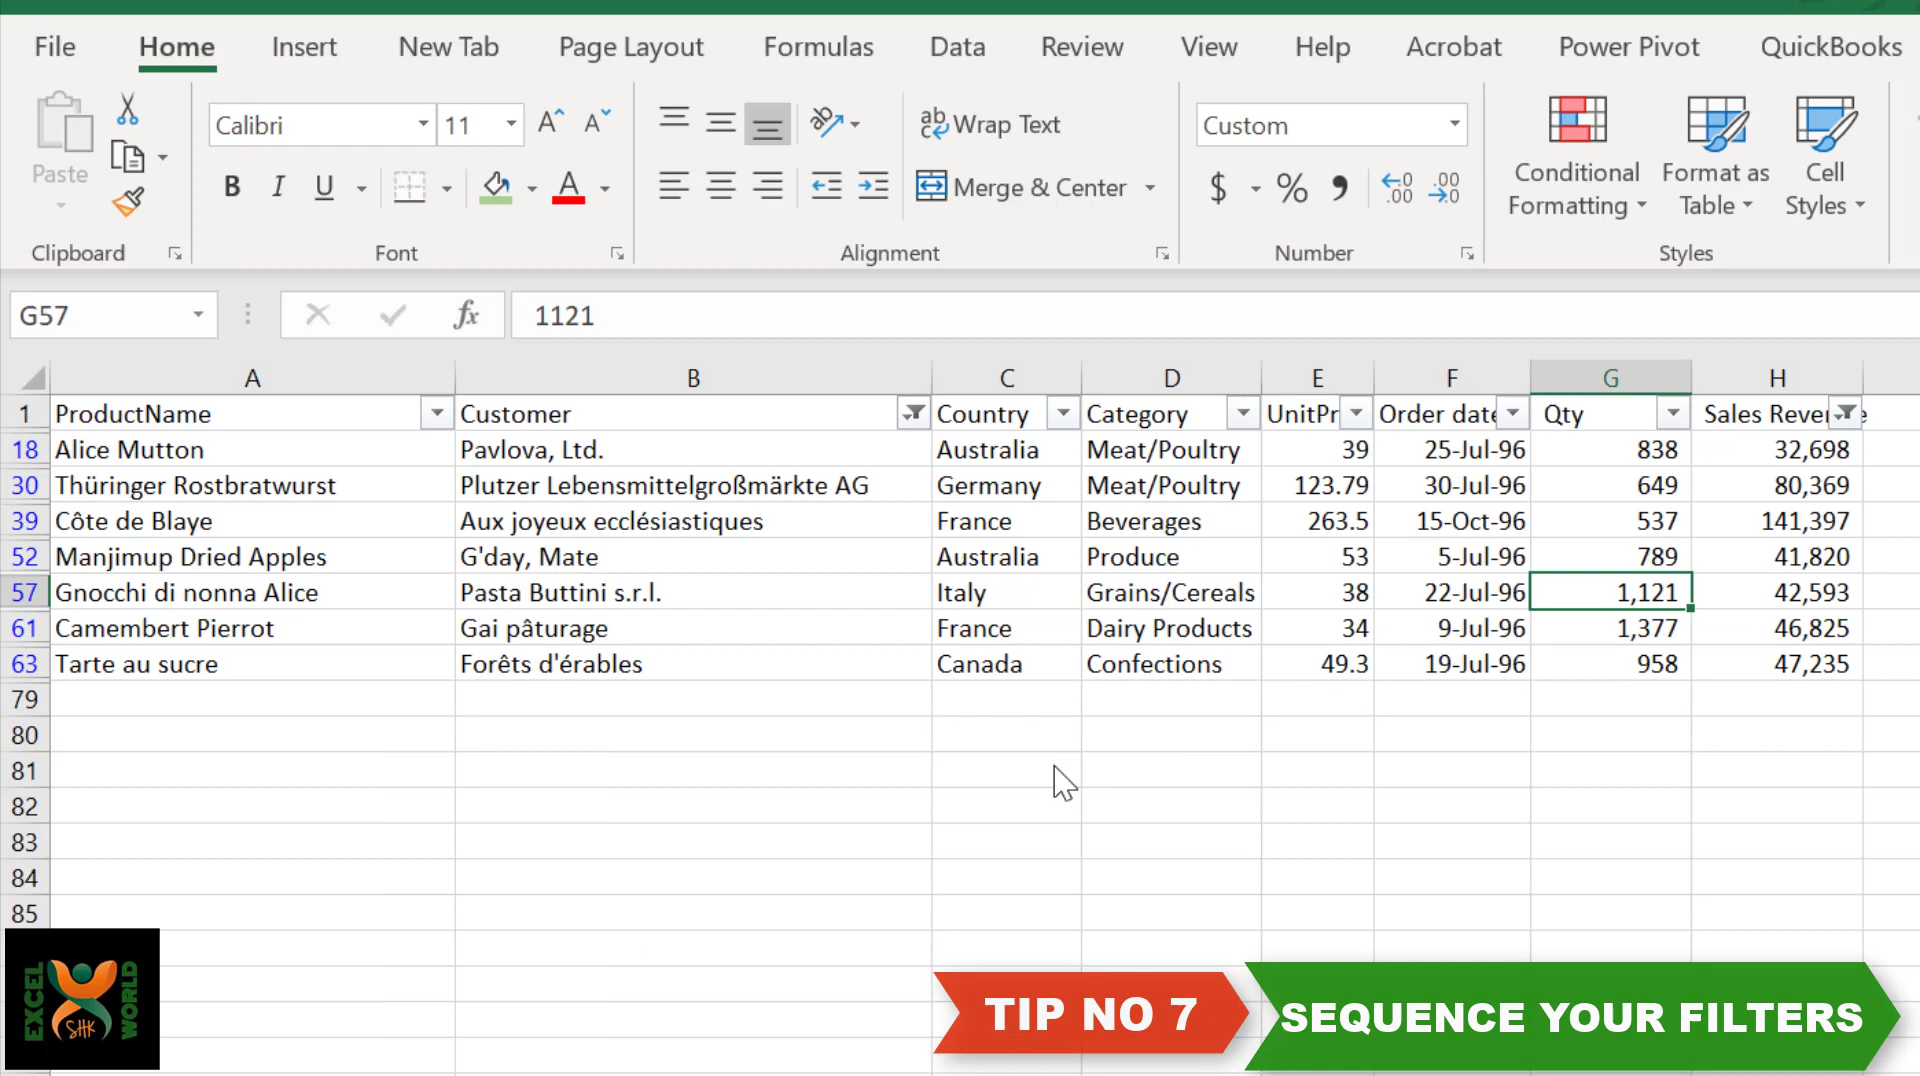 File Home Insert New Tab Page Layout Formulas Data Review View Help Acrobat Power Pivot QuickBooks
Paste
Calibri 11
Wrap Text
Custom
B I U A
Merge & Center
$ % 9 .00 .0
Conditional Formatting
Format as Table
Cell Styles
Clipboard Font Alignment Number Styles
G57 fx 1121
A B C D E F G H
1 ProductName Customer Country Category UnitPr Order date Qty Sales Reve e
18 Alice Mutton Pavlova, Ltd. Australia Meat/Poultry 39 25-Jul-96 838 32,698
30 Thüringer Rostbratwurst Plutzer Lebensmittelgroßmärkte AG Germany Meat/Poultry 123.79 30-Jul-96 649 80,369
39 Côte de Blaye Aux joyeux ecclésiastiques France Beverages 263.5 15-Oct-96 537 141,397
52 Manjimup Dried Apples G'day, Mate Australia Produce 53 5-Jul-96 789 41,820
57 Gnocchi di nonna Alice Pasta Buttini s.r.l. Italy Grains/Cereals 38 22-Jul-96 1,121 42,593
61 Camembert Pierrot Gai pâturage France Dairy Products 34 9-Jul-96 1,377 46,825
63 Tarte au sucre Forêts d'érables Canada Confections 49.3 19-Jul-96 958 47,235
79
80
81
82
83
84
85
EXCEL WORLD SHK
TIP NO 7 SEQUENCE YOUR FILTERS